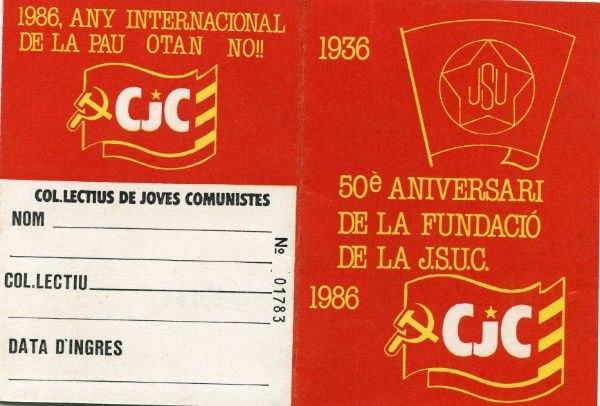 1986, ANY INTERNACIONAL
DE LA PAU OTAN NO!!
CJC
COL.LECTIUS DE JOVES COMUNISTES
NOM
COL.LECTIU
DATA D'INGRES
Nº 01783
1936
JSU
50è ANIVERSARI
DE LA FUNDACIÓ
DE LA J.S.U.C.
1986
CJC